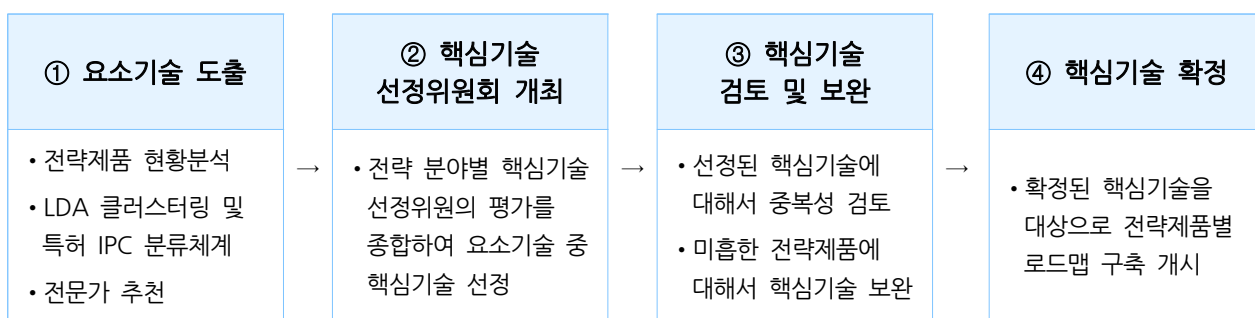 ① 요소기술 도출
• 전략제품 현황분석
• LDA 클러스터링 및
특허 IPC 분류체계
• 전문가 추천
→
② 핵심기술
선정위원회 개최
• 전략 분야별 핵심기술
선정위원의 평가를
종합하여 요소기술 중
핵심기술 선정
→
③ 핵심기술
검토 및 보완
• 선정된 핵심기술에
대해서 중복성 검토
• 미흡한 전략제품에
대해서 핵심기술 보완
→
④ 핵심기술 확정
• 확정된 핵심기술을
대상으로 전략제품별
로드맵 구축 개시